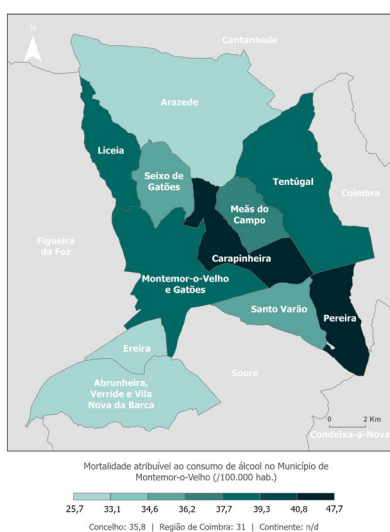 N
Cantanhede
Arazede
Liceia
Seixo de
Gatões
Tentúgal
Meãs do
Campo
Coimbra
Figueira
da Foz
Carapinheira
Montemor-o-Velho
e Gatões
Santo Varão
Pereira
Ereira
Abrunheira,
Verride e Vila
Nova da Barca
Soure
0 2 Km
Condeixa-a-Nova
Mortalidade atribuível ao consumo de álcool no Município de
Montemor-o-Velho (/100.000 hab.)
25,7 33,1 34,6 36,2 37,7 39,3 40,8 47,7
Concelho: 35,8 | Região de Coimbra: 31 | Continente: n/d